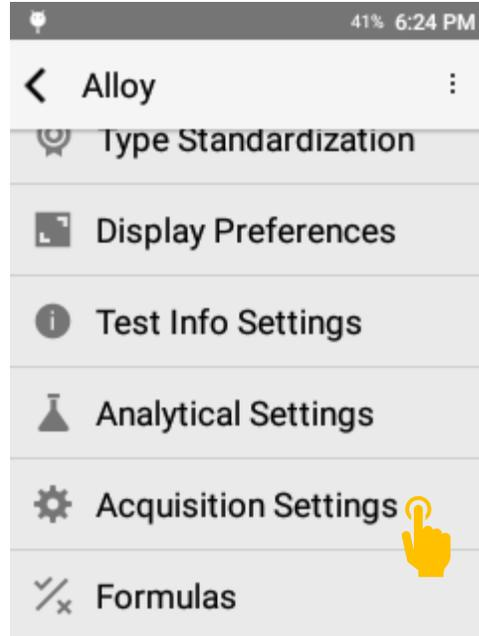 41% 6:24 PM
Alloy
Type Standardization
Display Preferences
Test Info Settings
Analytical Settings
Acquisition Settings
Formulas